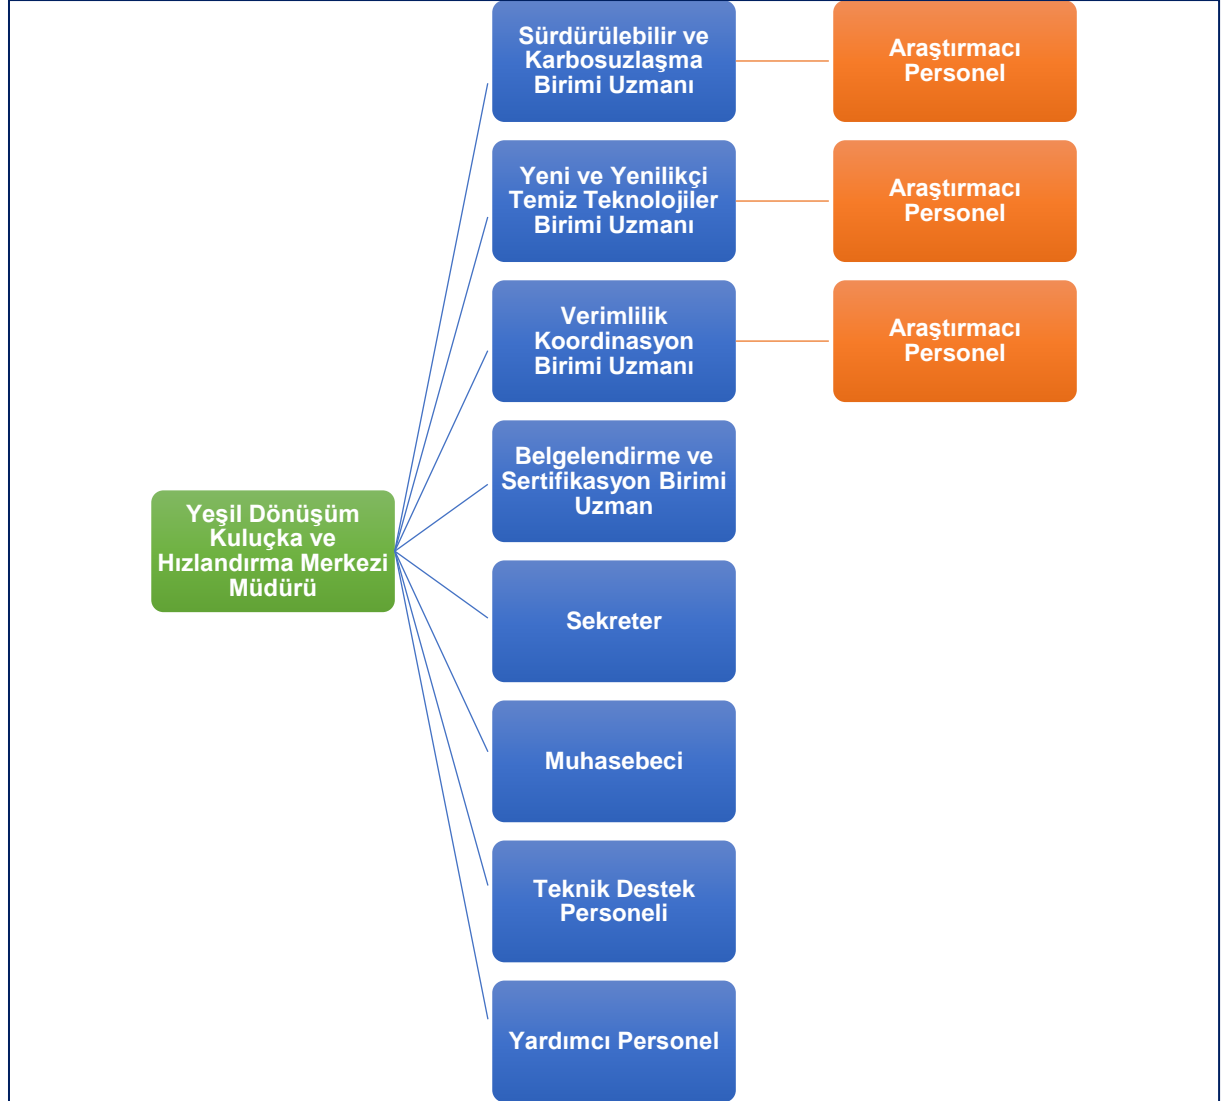 Sürdürülebilir ve
Karbosuzlaşma
Birimi Uzmanı
Araştırmacı
Personel
Yeni ve Yenilikçi
Temiz Teknolojiler
Birimi Uzmanı
Araştırmacı
Personel
Verimlilik
Koordinasyon
Birimi Uzmanı
Araştırmacı
Personel
Belgelendirme ve
Sertifikasyon Birimi
Uzman
Yeşil Dönüşüm
Kuluçka ve
Hızlandırma Merkezi
Müdürü
Sekreter
Muhasebeci
Teknik Destek
Personeli
Yardımcı Personel